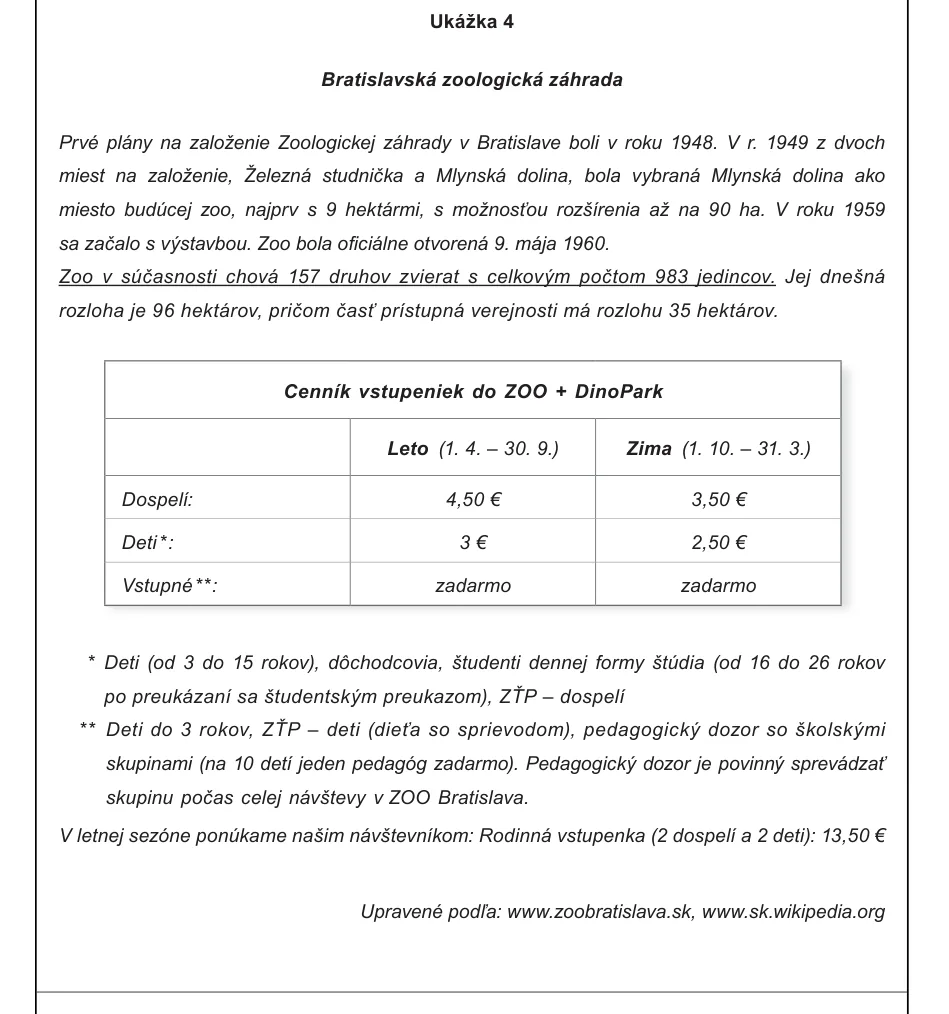 Ukážka 4
Bratislavská zoologická záhrada
Prvé plány na založenie Zoologickej záhrady v Bratislave boli v roku 1948. V r. 1949 z dvoch
miest na založenie, Železná studnička a Mlynská dolina, bola vybraná Mlynská dolina ako
miesto budúcej zoo, najprv s 9 hektármi, s možnosťou rozšírenia až na 90 ha. V roku 1959
sa začalo s výstavbou. Zoo bola oficiálne otvorená 9. mája 1960.
Zoo v súčasnosti chová 157 druhov zvierat s celkovým počtom 983 jedincov. Jej dnešná
rozloha je 96 hektárov, pričom časť prístupná verejnosti má rozlohu 35 hektárov.
Cenník vstupeniek do ZOO + DinoPark
Leto (1. 4. – 30. 9.) Zima (1. 10. – 31. 3.)
Dospelí: 4,50 € 3,50 €
Deti*: 3 € 2,50 €
Vstupné**: zadarmo zadarmo
* Deti (od 3 do 15 rokov), dôchodcovia, študenti dennej formy štúdia (od 16 do 26 rokov
po preukázaní sa študentským preukazom), ZŤP – dospelí
** Deti do 3 rokov, ZŤP – deti (dieťa so sprievodom), pedagogický dozor so školskými
skupinami (na 10 detí jeden pedagóg zadarmo). Pedagogický dozor je povinný sprevádzať
skupinu počas celej návštevy v ZOO Bratislava.
V letnej sezóne ponúkame našim návštevníkom: Rodinná vstupenka (2 dospelí a 2 deti): 13,50 €
Upravené podľa: www.zoobratislava.sk, www.sk.wikipedia.org